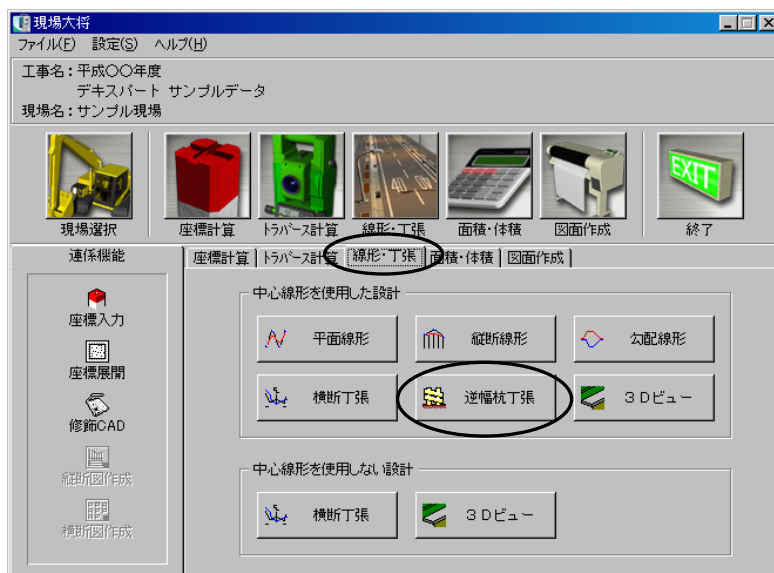 現場大将
ファイル(F) 設定(S) ヘルプ(H)
工事名：平成〇〇年度
デキスパート サンプルデータ
現場名：サンプル現場
EXIT
現場選択 座標計算 トラバース計算 線形・丁張 面積・体積 図面作成 終了
連係機能
座標計算 トラバース計算 線形・丁張 面積・体積 図面作成
座標入力
座標展開
修飾CAD
縦断図作成
横断図作成
中心線形を使用した設計
平面線形 縦断線形 勾配線形
横断丁張 逆幅杭丁張 ３Ｄビュー
中心線形を使用しない設計
横断丁張 ３Ｄビュー